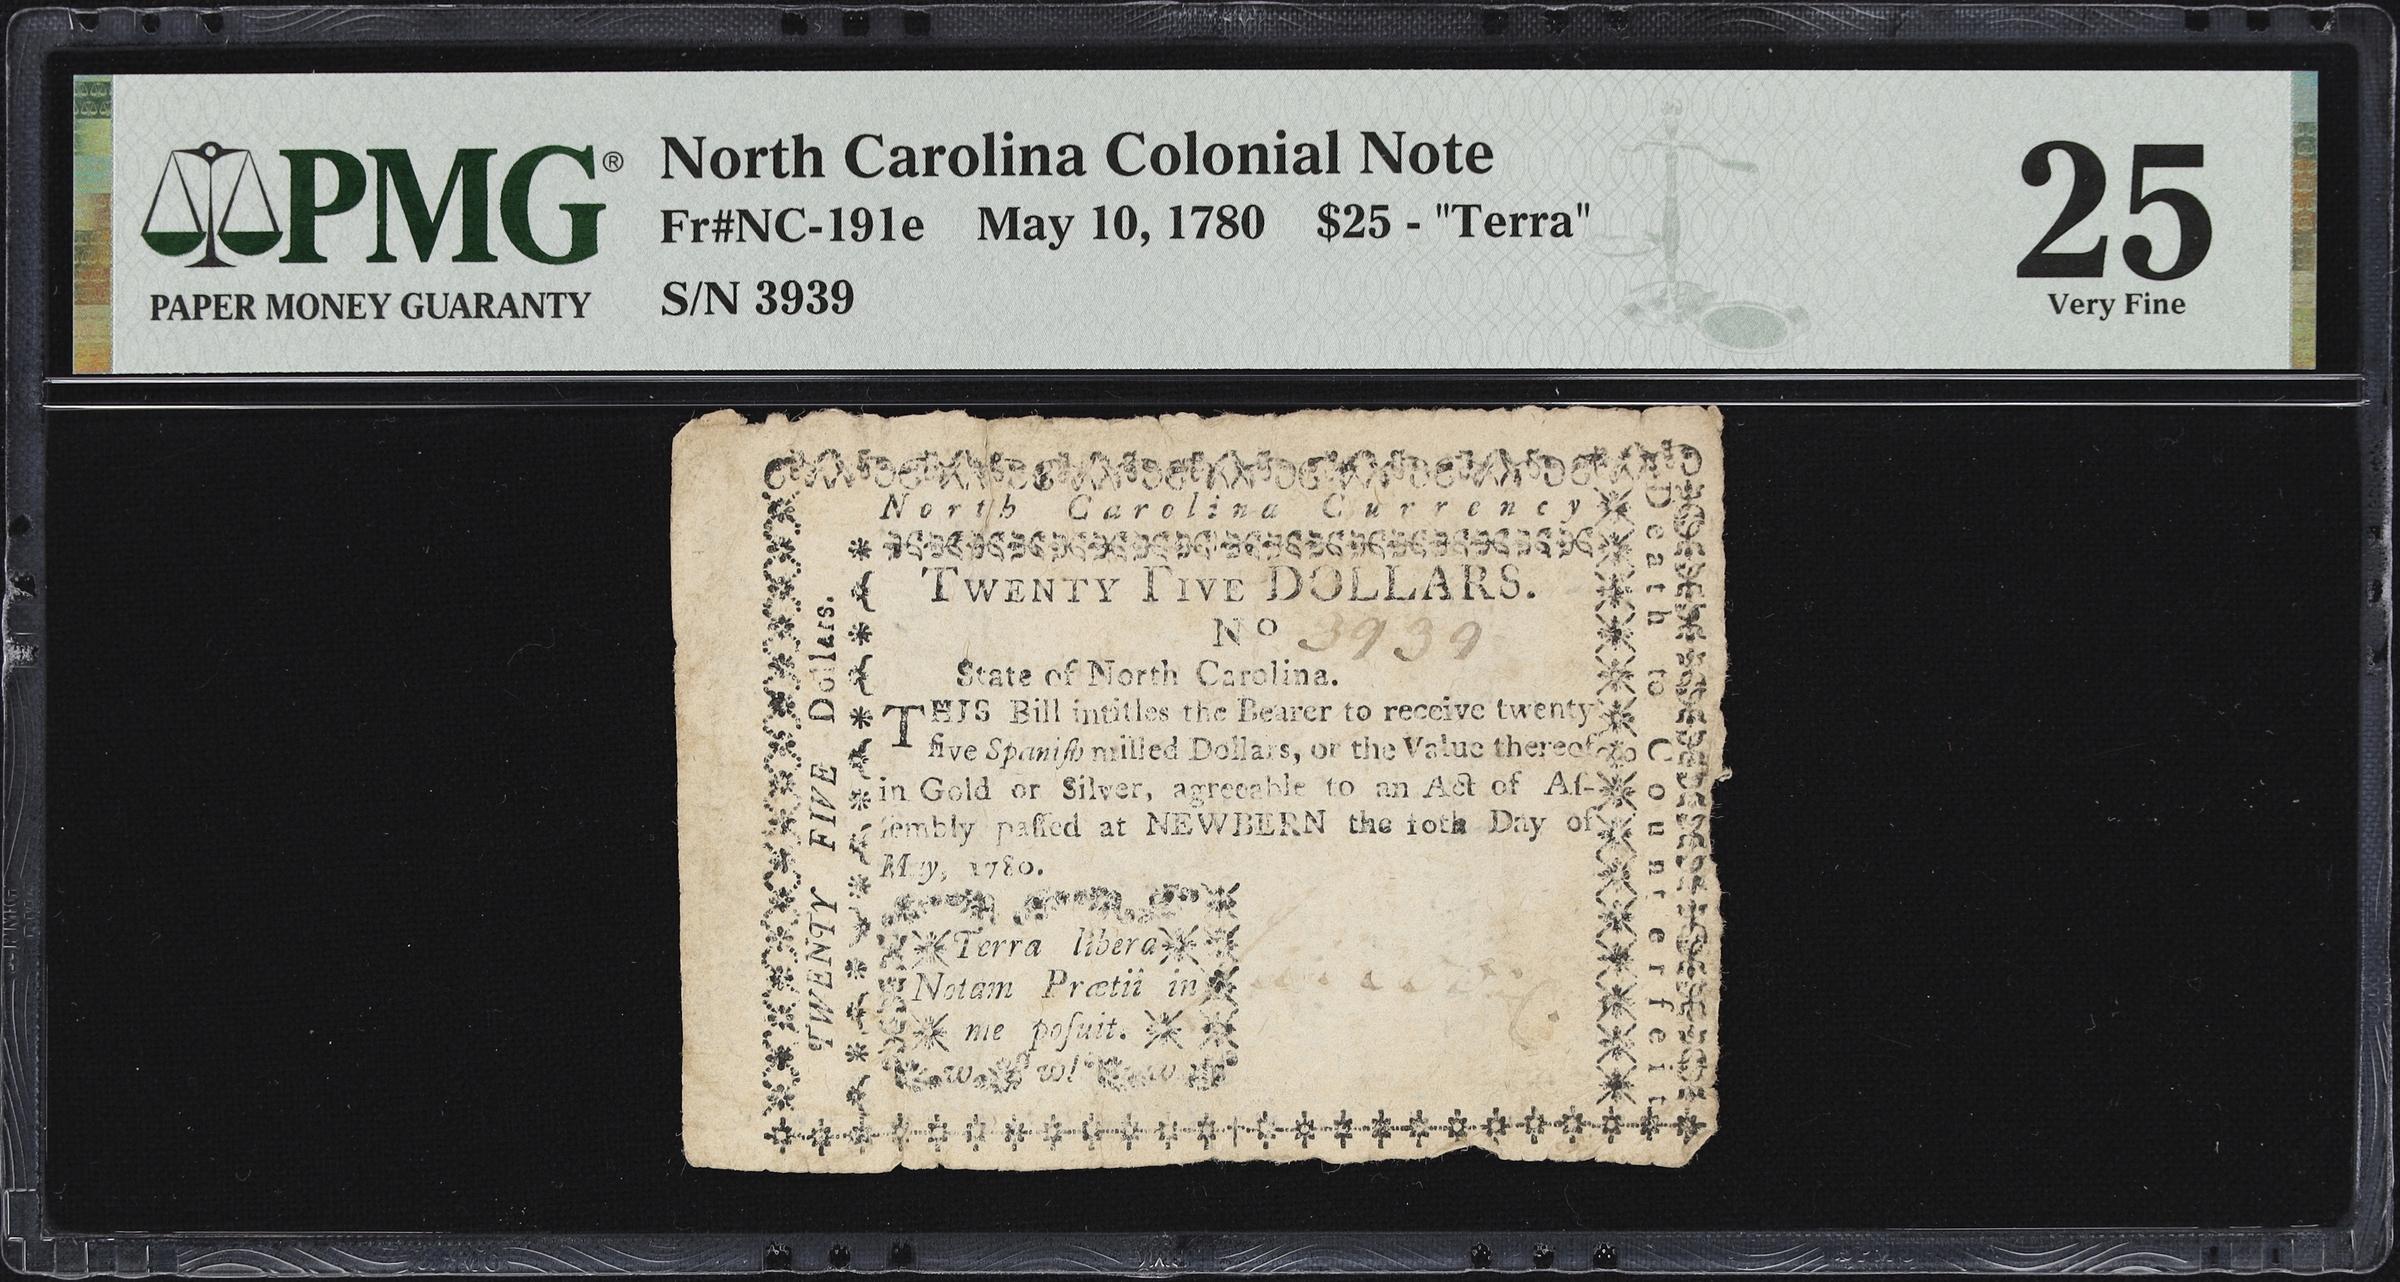 PMG®
PAPER MONEY GUARANTY
North Carolina Colonial Note
Fr#NC-191e May 10, 1780 $25 - "Terra"
S/N 3939
25
Very Fine
North Carolina Currency
TWENTY FIVE DOLLARS.
No 3939
State of North Carolina.
THIS Bill intitles the Bearer to receive twenty
five Spaniſh milled Dollars, or the Value thereof
in Gold or Silver, agreeable to an Act of Aſ-
ſembly paſſed at NEWBERN the 10th Day of
May, 1780.
Terra libera
Notam Prætii in
me poſuit.
TWENTY FIVE Dollars.
Death to Counterfeit